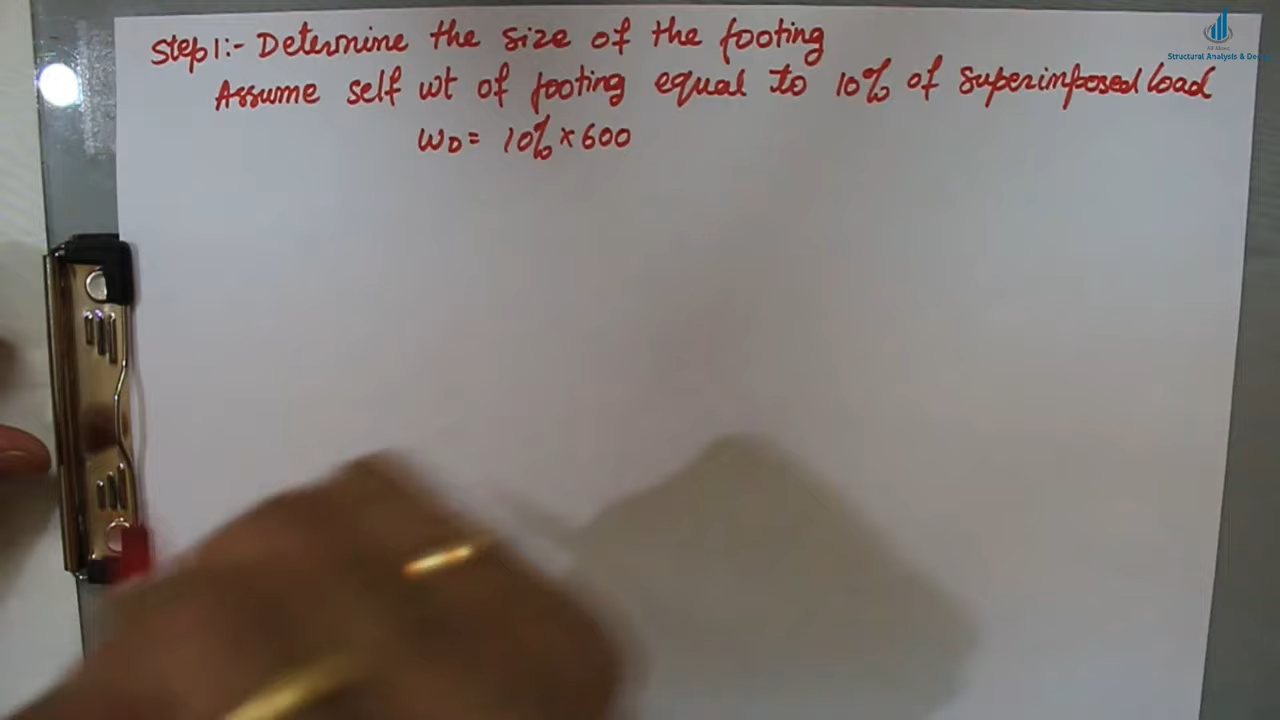 Step1:- Determine the size of the footing
Assume self wt of footing equal to 10% of superimposed load
WD = 10% × 600
Structural Analysis & De